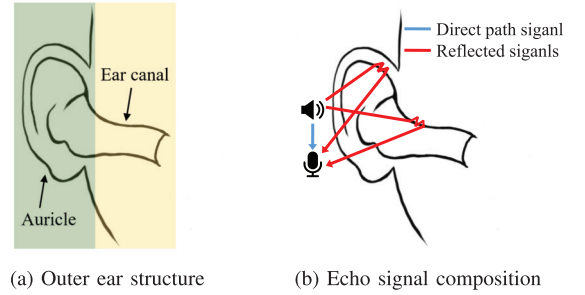 Ear canal
Auricle
Direct path siganl
Reflected siganls
(a) Outer ear structure
(b) Echo signal composition